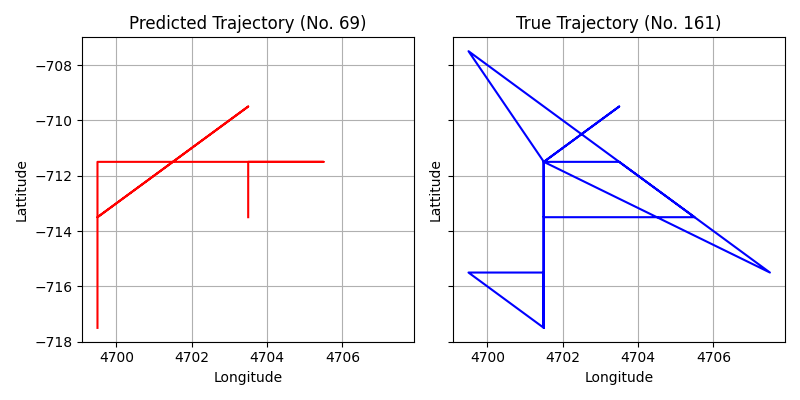 Predicted Trajectory (No. 69)
True Trajectory (No. 161)
−708
−710
−712
−714
−716
−718
Lattitude
Lattitude
4700
4702
4704
4706
4700
4702
4704
4706
Longitude
Longitude